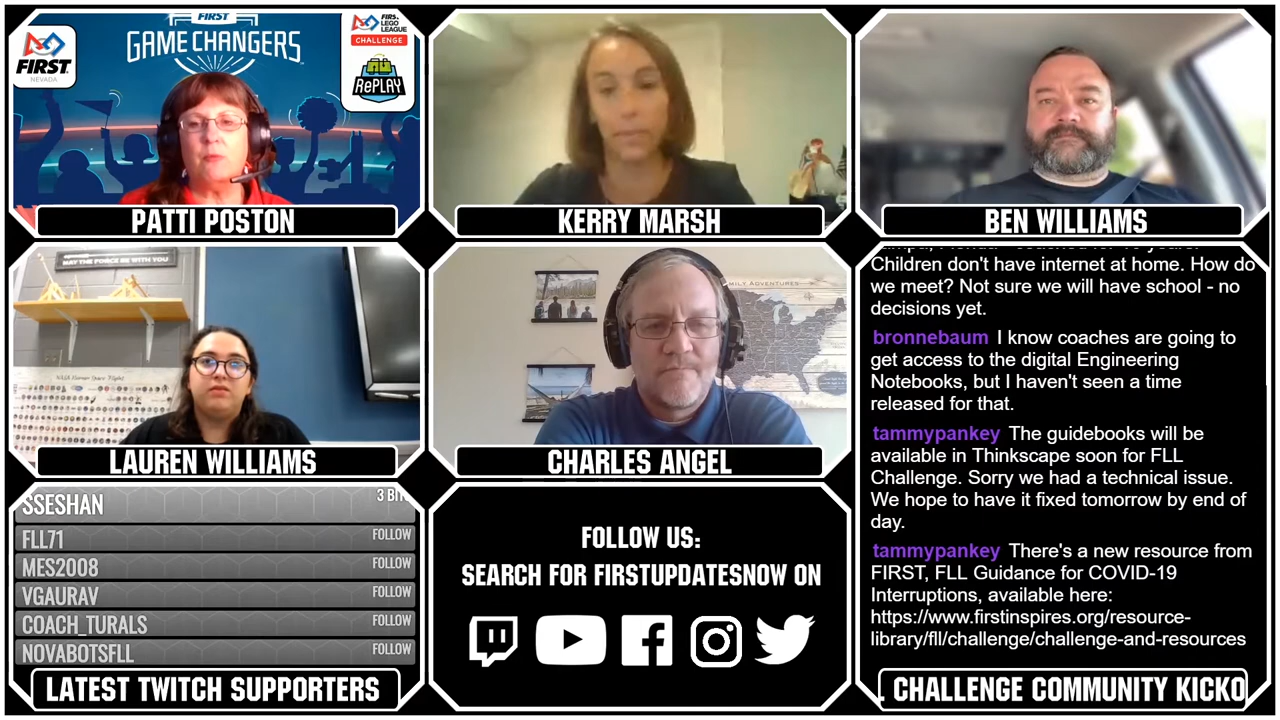 FIRST
GAME CHANGERS
FIRST
NEVADA
FIRST
LEGO
LEAGUE
CHALLENGE
RePLAY
PATTI POSTON
KERRY MARSH
BEN WILLIAMS
MAY THE FORCE BE WITH YOU
LAUREN WILLIAMS
FAMILY ADVENTURES
CHARLES ANGEL
Children don't have internet at home. How do
we meet? Not sure we will have school - no
decisions yet.
bronnebaum I know coaches are going to
get access to the digital Engineering
Notebooks, but I haven't seen a time
released for that.
tammypankey The guidebooks will be
available in Thinkscape soon for FLL
Challenge. Sorry we had a technical issue.
We hope to have it fixed tomorrow by end of
day.
tammypankey There's a new resource from
FIRST, FLL Guidance for COVID-19
Interruptions, available here:
https://www.firstinspires.org/resource-
library/fll/challenge/challenge-and-resources
. CHALLENGE COMMUNITY KICKO
SSESHAN 3 BIT
FLL71 FOLLOW
MES2008 FOLLOW
VGAURAV FOLLOW
COACH_TURALS FOLLOW
NOVABOTSFLL FOLLOW
LATEST TWITCH SUPPORTERS
FOLLOW US:
SEARCH FOR FIRSTUPDATESNOW ON